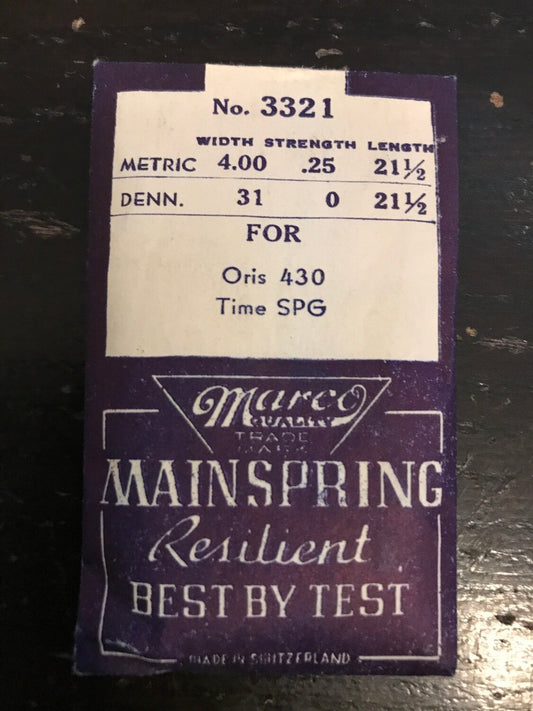 No. 3321
WIDTH STRENGTH LENGTH
METRIC 4.00 .25 21½
DENN. 31 0 21½
FOR
Oris 430
Time SPG
Marco
QUALITY
TRADE
MARK
MAINSPRING
Resilient
BEST BY TEST
MADE IN SWITZERLAND